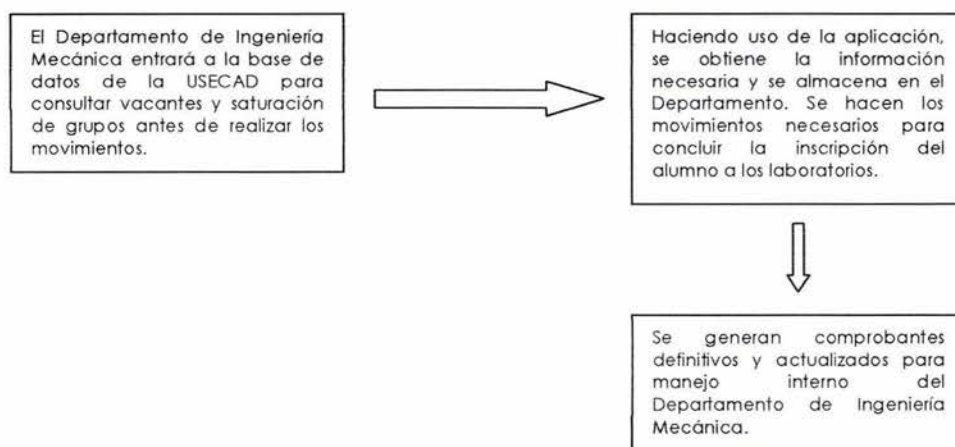 El Departamento de Ingeniería
Mecánica entrará a la base de
datos de la USECAD para
consultar vacantes y saturación
de grupos antes de realizar los
movimientos.
Haciendo uso de la aplicación,
se obtiene la información
necesaria y se almacena en el
Departamento. Se hacen los
movimientos necesarios para
concluir la inscripción del
alumno a los laboratorios.
Se generan comprobantes
definitivos y actualizados para
manejo interno del
Departamento de Ingeniería
Mecánica.